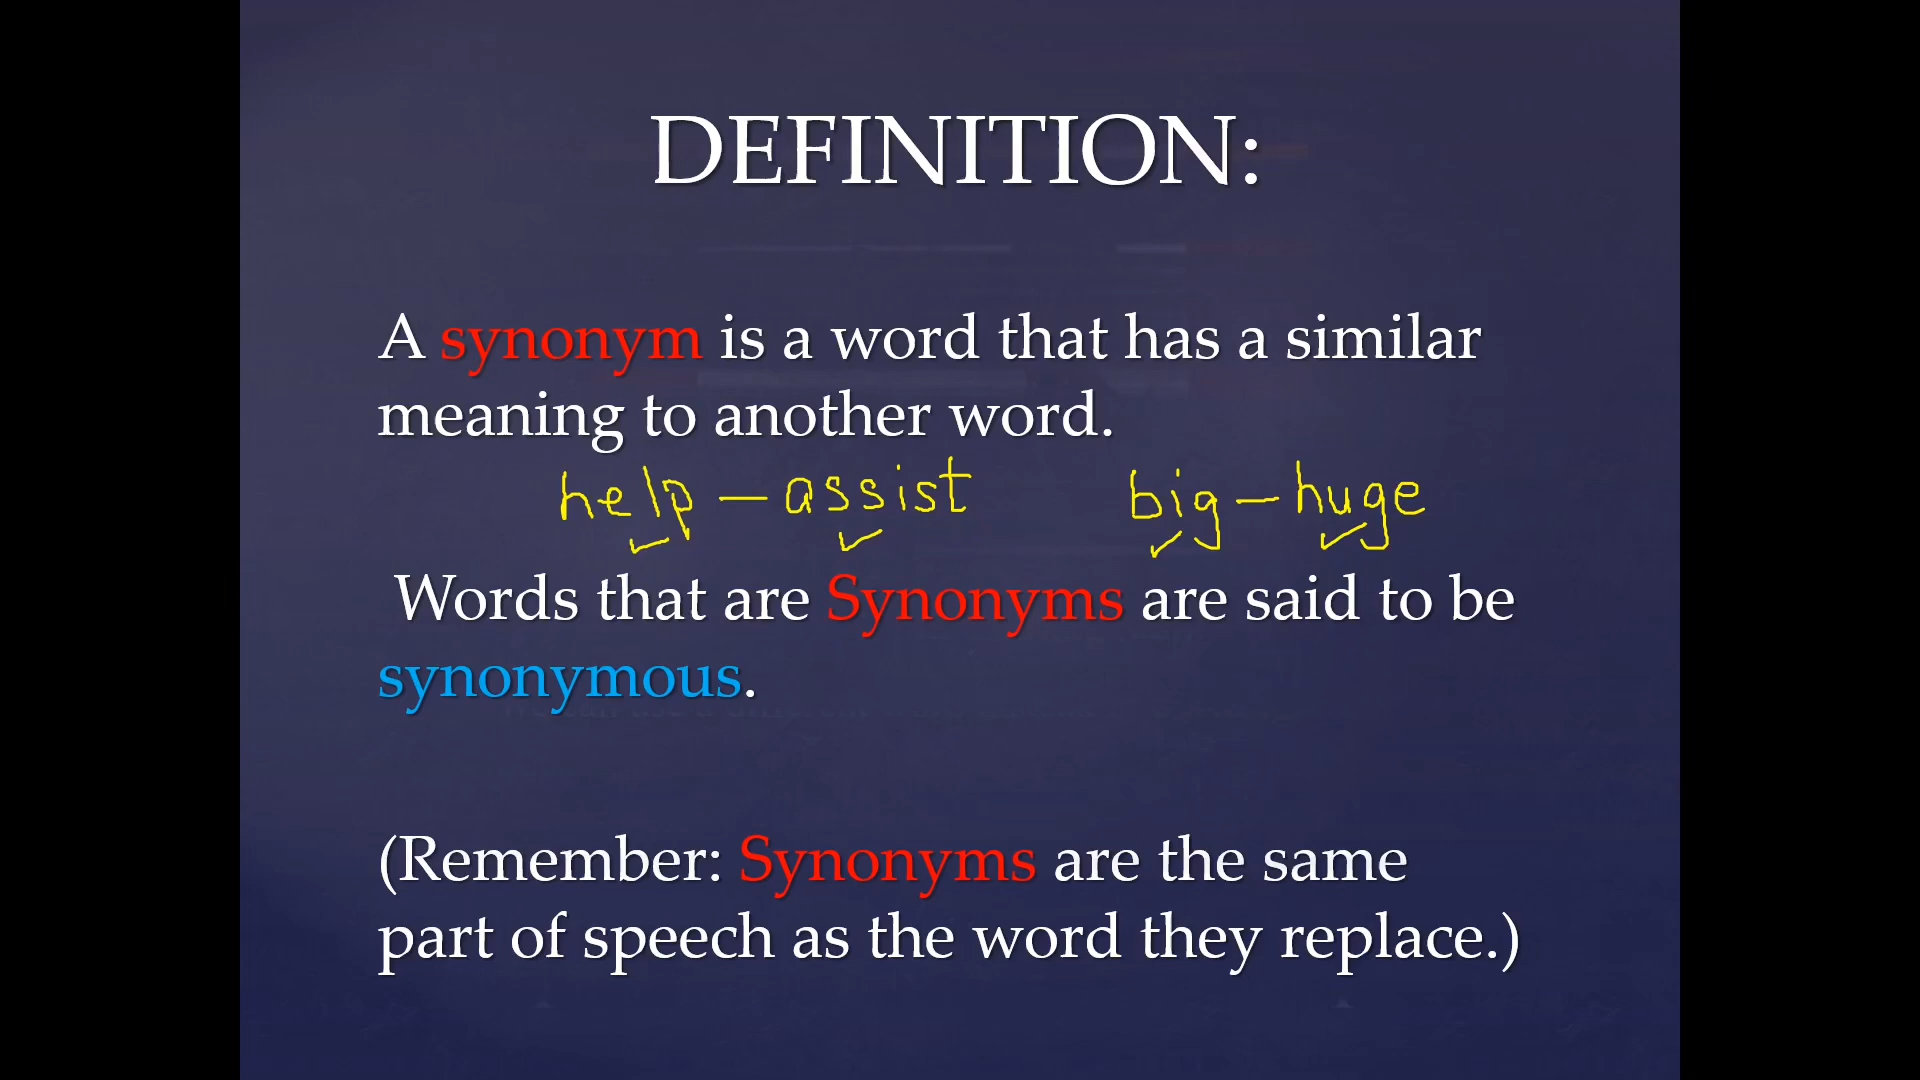 DEFINITION:
A synonym is a word that has a similar
meaning to another word.
help – assist big – huge
Words that are Synonyms are said to be
synonymous.
(Remember: Synonyms are the same
part of speech as the word they replace.)